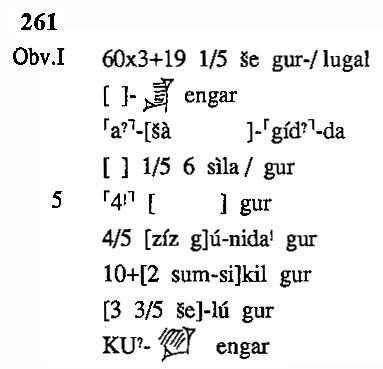 261
Obv.I 60x3+19 1/5 še gur-/ lugal
[ ]- engar
⌈a?⌉-[šà ]-⌈gíd?⌉-da
[ ] 1/5 6 sìla / gur
5 ⌈4!⌉ [ ] gur
4/5 [zíz g]ú-nida! gur
10+[2 sum-si]kil gur
[3 3/5 še]-lú gur
KU?- engar